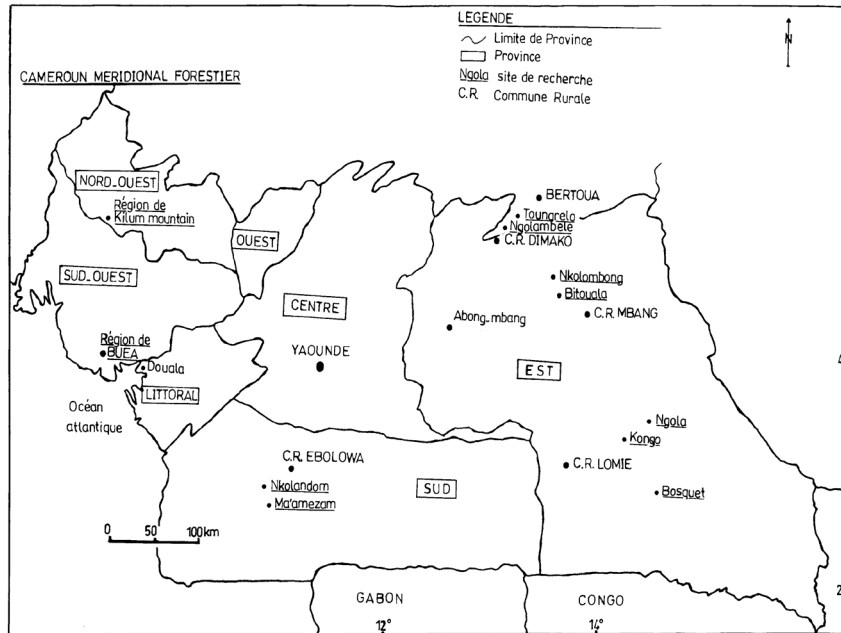 LEGENDE
Limite de Province
Province
Ngola site de recherche
C.R. Commune Rurale
N
CAMEROUN MERIDIONAL FORESTIER
NORD_OUEST
Région de
Kilum mountain
OUEST
SUD_OUEST
Région de
BUEA
Douala
LITTORAL
Océan
atlantique
CENTRE
YAOUNDE
BERTOUA
Toungrelo
Ngolambele
C.R. DIMAKO
Nkolombong
Bitouala
C.R. MBANG
Abong_mbang
EST
Ngola
Kongo
C.R. LOMIE
Bosquet
C.R. EBOLOWA
Nkolandom
Ma'amezam
SUD
0 50 100km
GABON
CONGO
12°
14°
4
2